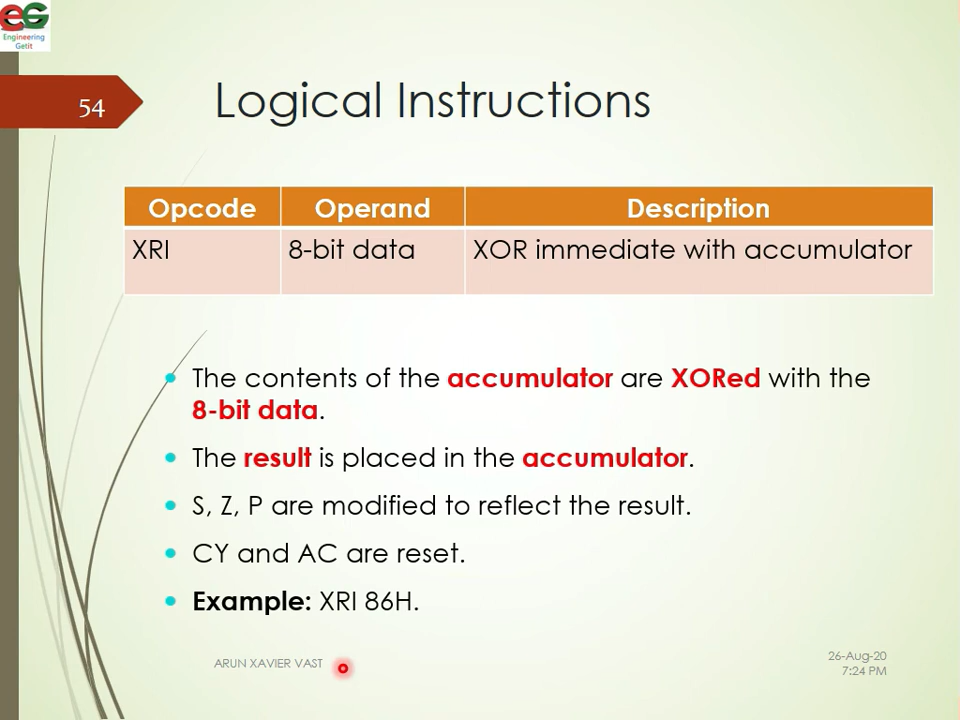 EG
Engineering
Getit
54
Logical Instructions
Opcode Operand Description
XRI 8-bit data XOR immediate with accumulator
The contents of the accumulator are XORed with the
8-bit data.
The result is placed in the accumulator.
S, Z, P are modified to reflect the result.
CY and AC are reset.
Example: XRI 86H.
ARUN XAVIER VAST
26-Aug-20
7:24 PM